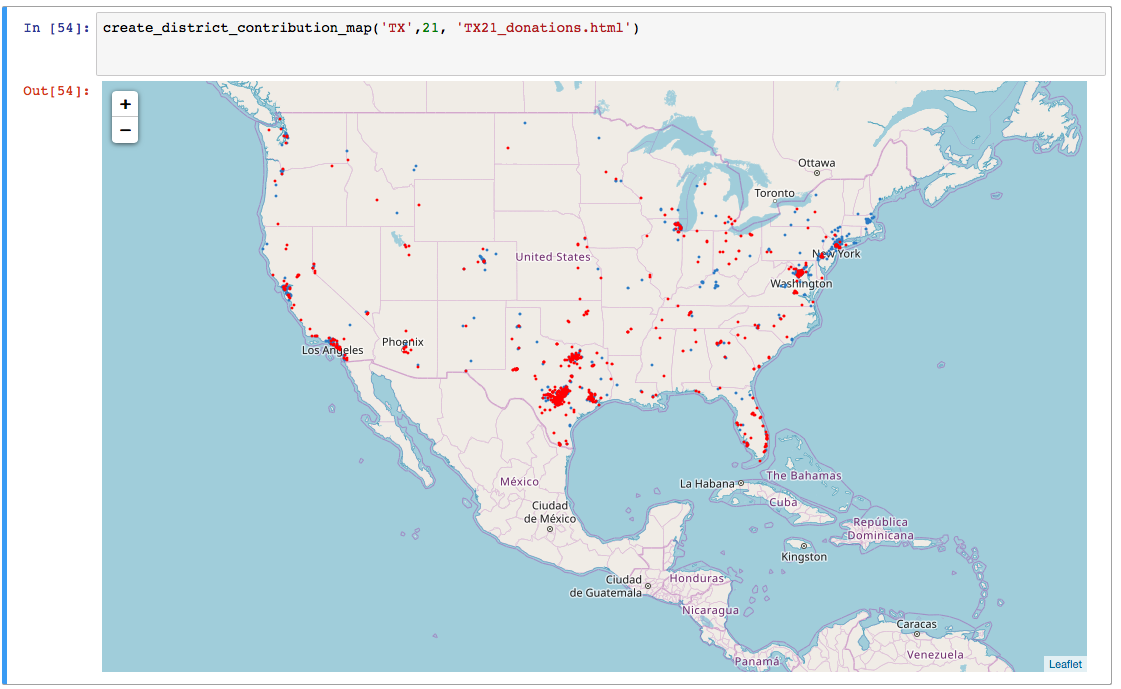 In [54]: create_district_contribution_map('TX',21, 'TX21_donations.html')
Out[54]:
+
−
Ottawa
Toronto
United States
New York
Washington
Phoenix
Los Angeles
La Habana
The Bahamas
México
Cuba
Ciudad
de México
República
Dominicana
Kingston
Ciudad
de Guatemala
Honduras
Nicaragua
Caracas
Venezuela
Panamá
Leaflet